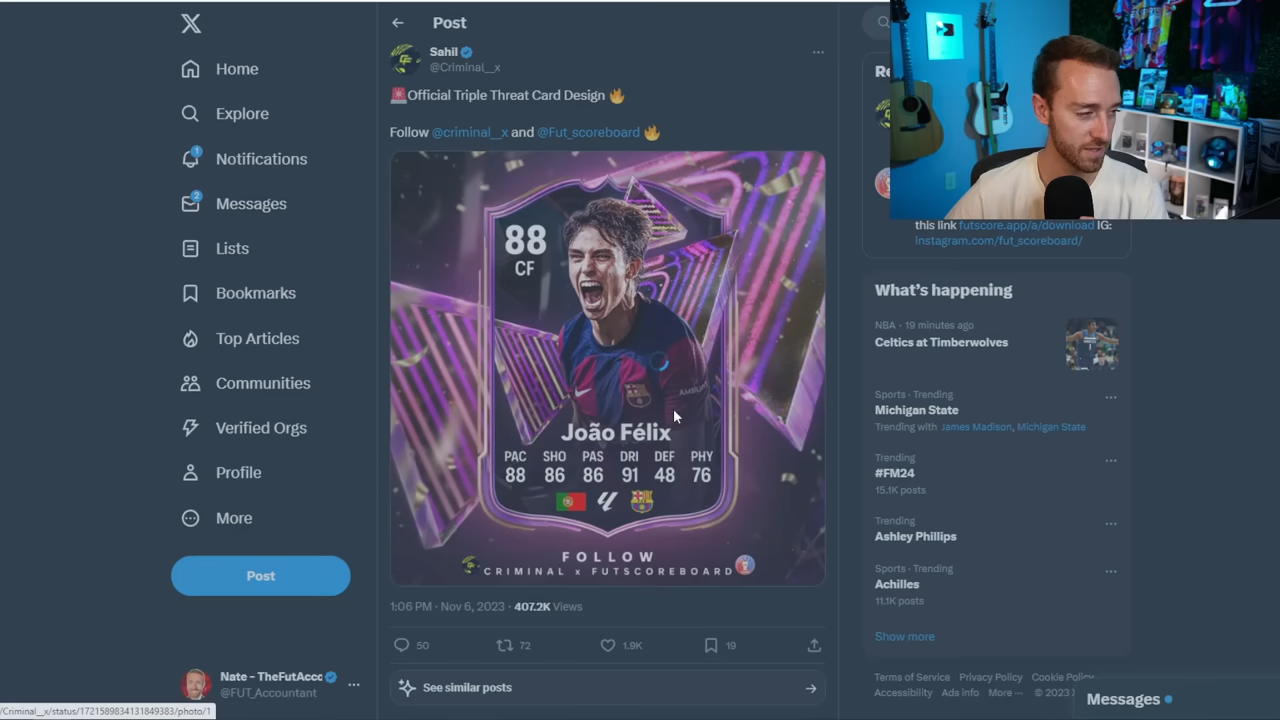 Home
Explore
Notifications
1
Messages
2
Lists
Bookmarks
Top Articles
Communities
Verified Orgs
Profile
More
Post
Nate - TheFutAcc
@FUT_Accountant
/Criminal__x/status/1721589834131849383/photo/1
Post
Sahil
@Criminal__x
🚨Official Triple Threat Card Design 🔥
Follow @criminal__x and @Fut_scoreboard 🔥
88
CF
João Félix
PAC SHO PAS DRI DEF PHY
88 86 86 91 48 76
FOLLOW
CRIMINAL x FUTSCOREBOARD
1:06 PM · Nov 6, 2023 · 407.2K Views
50 72 1.9K 19
See similar posts
Re
this link futscore.app/a/download IG:
instagram.com/fut_scoreboard/
What's happening
NBA · 19 minutes ago
Celtics at Timberwolves
Sports · Trending
Michigan State
Trending with James Madison, Michigan State
Trending
#FM24
15.1K posts
Trending
Ashley Phillips
Sports · Trending
Achilles
11.1K posts
Show more
Terms of Service Privacy Policy Cookie Policy
Accessibility Ads info More ··· © 2023
Messages